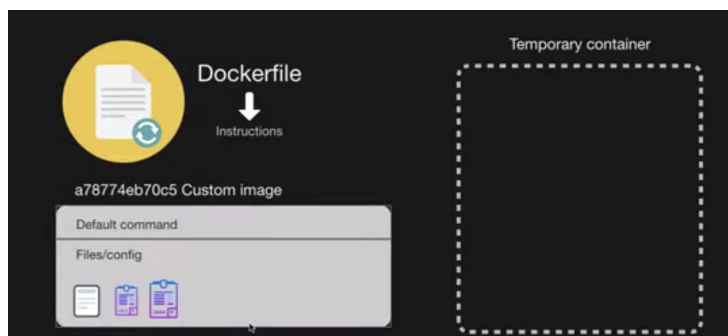 Dockerfile
Instructions
Temporary container
a78774eb70c5 Custom image
Default command
Files/config